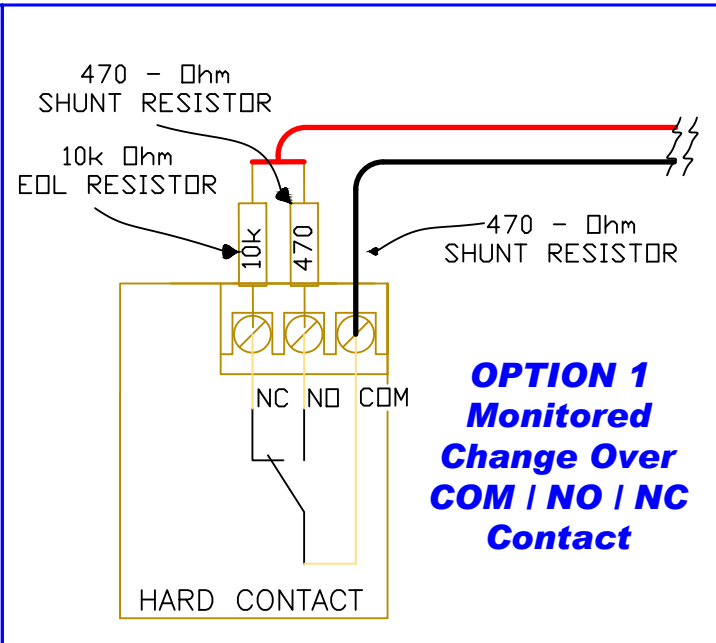 470 - Ohm
SHUNT RESISTOR
10k Ohm
EOL RESISTOR
10k
470
470 - Ohm
SHUNT RESISTOR
NC NO COM
OPTION 1
Monitored
Change Over
COM / NO / NC
Contact
HARD CONTACT